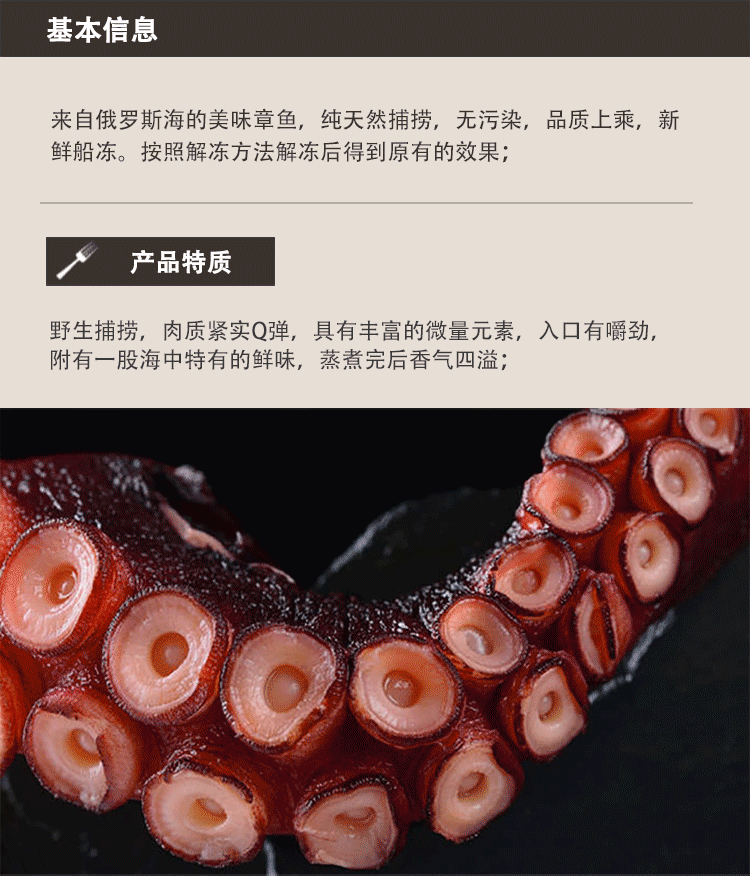 基本信息
来自俄罗斯海的美味章鱼，纯天然捕捞，无污染，品质上乘，新
鲜船冻。按照解冻方法解冻后得到原有的效果；
产品特质
野生捕捞，肉质紧实Q弹，具有丰富的微量元素，入口有嚼劲，
附有一股海中特有的鲜味，蒸煮完后香气四溢；